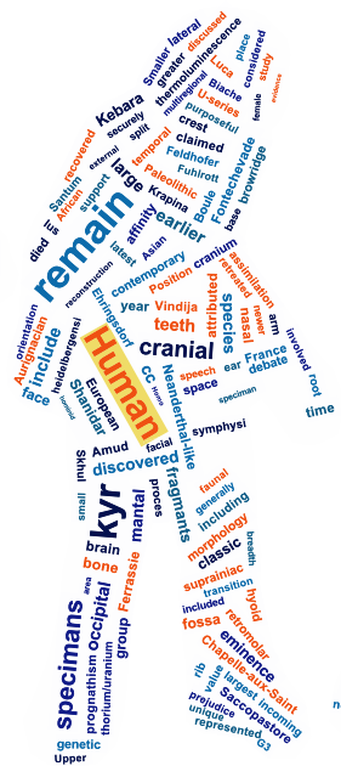 Smaller
lateral
discussed
greater
thermoluminescence
Luca
place
considered
study
evidence
multiregional
Biache
U-series
female
Kebara
securely
split
purposeful
crest
claimed
recovered
external
temporal
Feldhofer
Fuhlrott
Fontechevade
browridge
Santum
African
support
large
Paleolithic
Krapina
Boule
base
died
II
is
remain
affinity
earlier
latest
Asian
cranium
reconstruction
contemporary
Position
assimilation
retreated
newer
orientation
Aurignacian
include
face
heidelbergensi
Ehringsdorf
year
Vindija
teeth
attributed
species
nasal
arm
involved
root
time
Human
cranial
ear
France
debate
hominid
Shanidar
European
CC
Homo
Neanderthal-like
speech
space
speciman
symphysi
Skhul
Amud
facial
discovered
small
kyr
mantal
proces
fragments
faunal
generally
including
morphology
classic
breadth
brain
bone
area
Ferrassie
suprainiac
transition
included
hyoid
fossa
retromolar
specimens
prognathism
Occipital
thorium/uranium
group
eminence
Chapelle-aux-Saint
rib
value
largest
incoming
Saccopastore
prejudice
unique
represented
G3
genetic
Upper